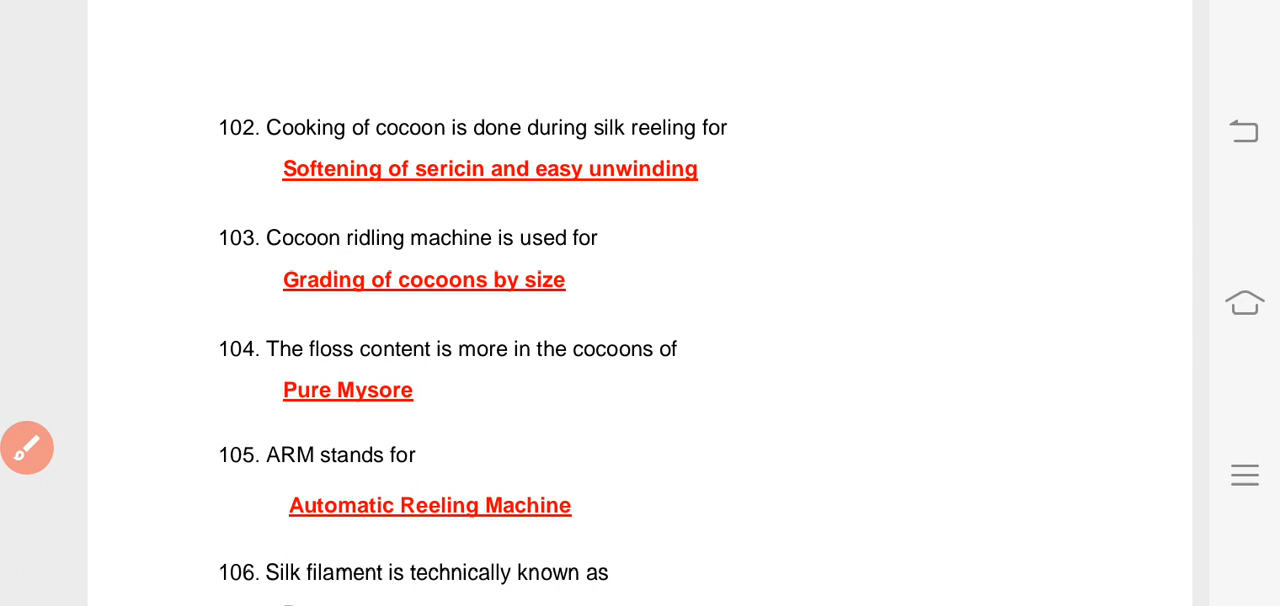 102. Cooking of cocoon is done during silk reeling for
Softening of sericin and easy unwinding
103. Cocoon ridling machine is used for
Grading of cocoons by size
104. The floss content is more in the cocoons of
Pure Mysore
105. ARM stands for
Automatic Reeling Machine
106. Silk filament is technically known as